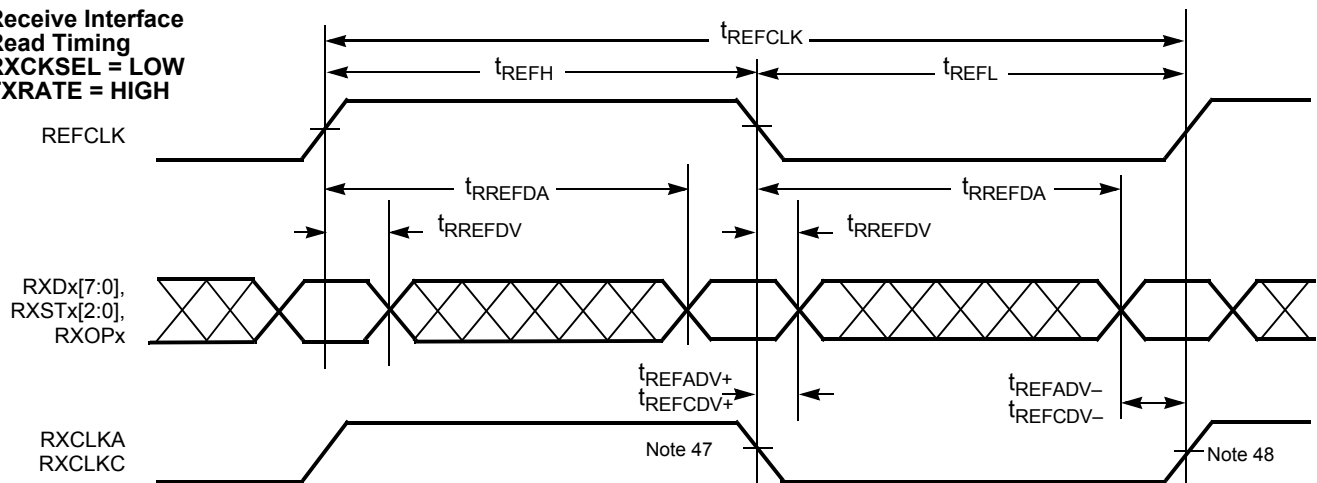 Receive Interface
Read Timing
RXCKSEL = LOW
TXRATE = HIGH
tREFCLK
tREFH
tREFL
REFCLK
tRREFDA
tRREFDA
tRREFDV
tRREFDV
RXDx[7:0],
RXSTx[2:0],
RXOPx
tREFADV+
tREFCDV+
tREFADV–
tREFCDV–
RXCLKA
RXCLKC
Note 47
Note 48